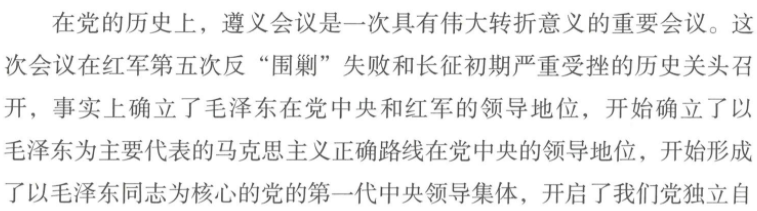 在党的历史上，遵义会议是一次具有伟大转折意义的重要会议。这
次会议在红军第五次反“围剿”失败和长征初期严重受挫的历史关头召
开，事实上确立了毛泽东在党中央和红军的领导地位，开始确立了以
毛泽东为主要代表的马克思主义正确路线在党中央的领导地位，开始形成
了以毛泽东同志为核心的党的第一代中央领导集体，开启了我们党独立自